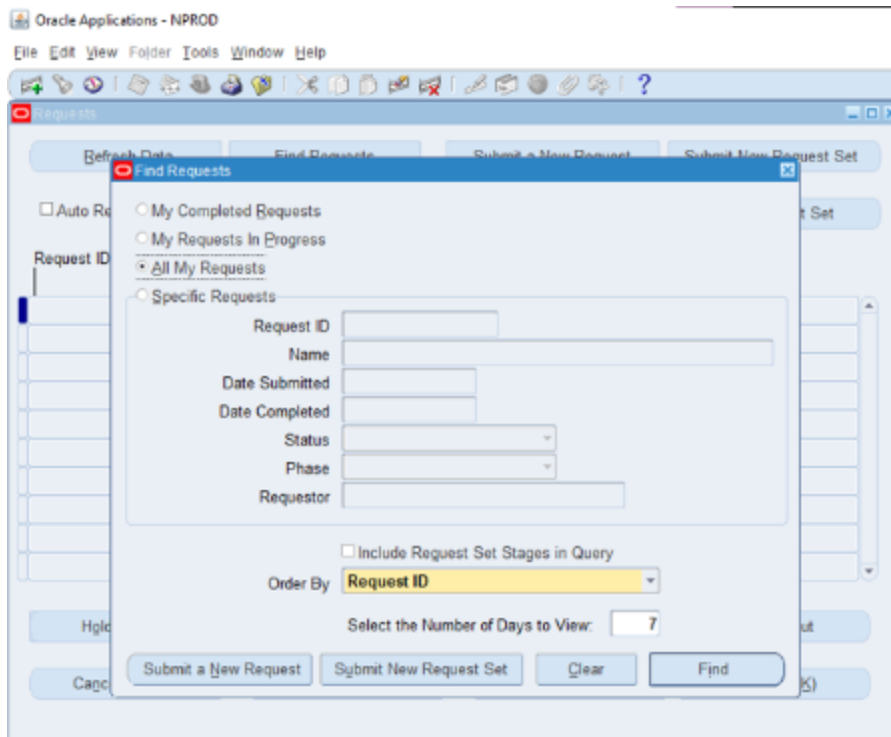 Oracle Applications - NPROD
File Edit View Folder Tools Window Help
Requests
Refresh Data Find Requests Submit a New Request Submit New Request Set
Find Requests
Auto Re t Set
My Completed Requests
My Requests In Progress
Request ID
All My Requests
Specific Requests
Request ID
Name
Date Submitted
Date Completed
Status
Phase
Requestor
Include Request Set Stages in Query
Order By Request ID
Select the Number of Days to View: 7
Hold ut
Submit a New Request Submit New Request Set Clear Find
Canc K)